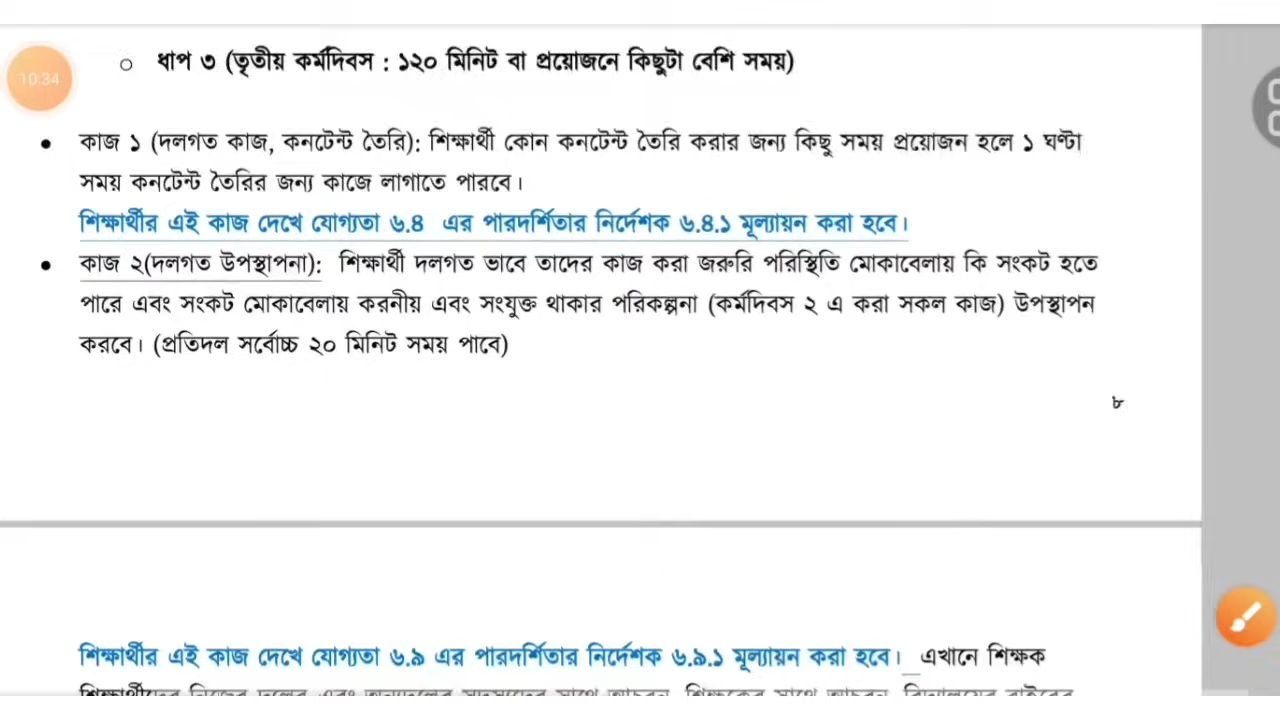 10:34
○ ধাপ ৩ (তৃতীয় কর্মদিবস : ১২০ মিনিট বা প্রয়োজনে কিছুটা বেশি সময়)
• কাজ ১ (দলগত কাজ, কনটেন্ট তৈরি): শিক্ষার্থী কোন কনটেন্ট তৈরি করার জন্য কিছু সময় প্রয়োজন হলে ১ ঘণ্টা
সময় কনটেন্ট তৈরির জন্য কাজে লাগাতে পারবে।
শিক্ষার্থীর এই কাজ দেখে যোগ্যতা ৬.৪ এর পারদর্শিতার নির্দেশক ৬.৪.১ মূল্যায়ন করা হবে।
• কাজ ২(দলগত উপস্থাপনা): শিক্ষার্থী দলগত ভাবে তাদের কাজ করা জরুরি পরিস্থিতি মোকাবেলায় কি সংকট হতে
পারে এবং সংকট মোকাবেলায় করনীয় এবং সংযুক্ত থাকার পরিকল্পনা (কর্মদিবস ২ এ করা সকল কাজ) উপস্থাপন
করবে। (প্রতিদল সর্বোচ্চ ২০ মিনিট সময় পাবে)
৮
শিক্ষার্থীর এই কাজ দেখে যোগ্যতা ৬.৯ এর পারদর্শিতার নির্দেশক ৬.৯.১ মূল্যায়ন করা হবে। এখানে শিক্ষক